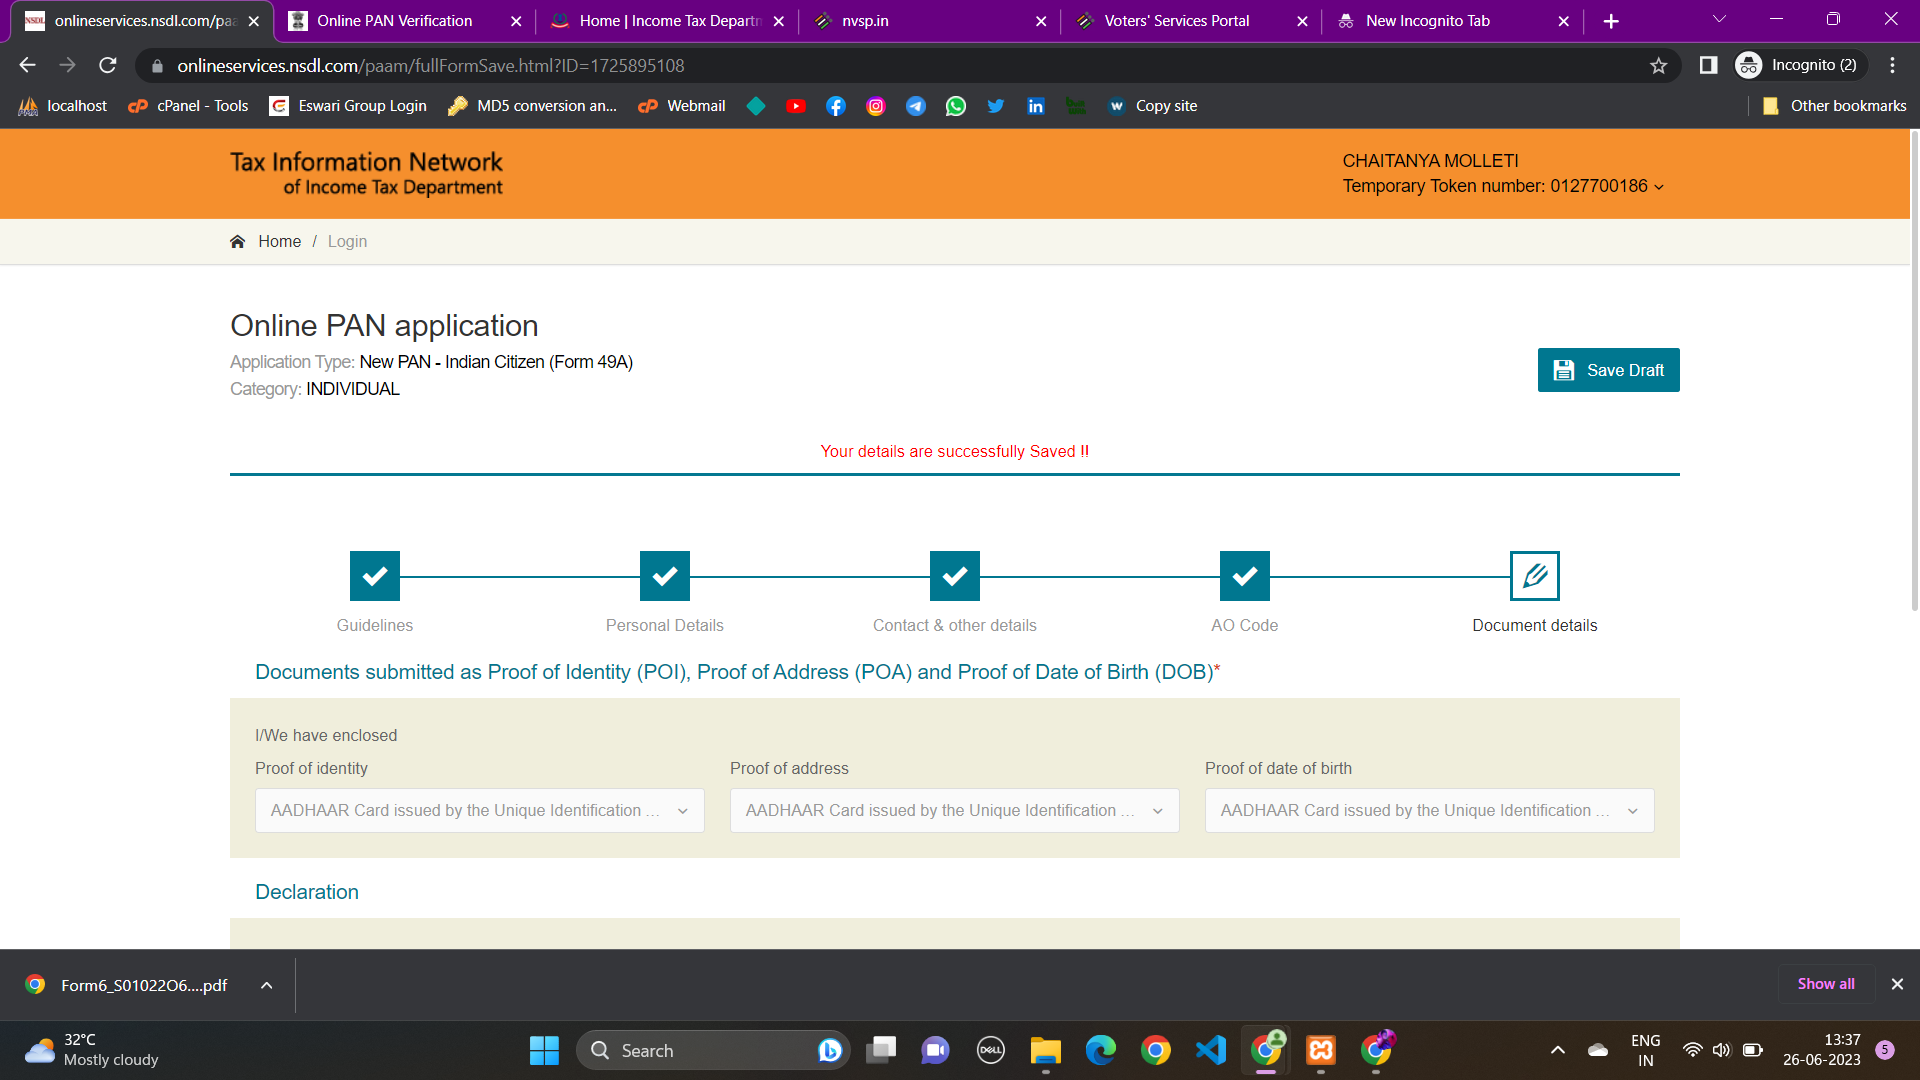 NSDL onlineservices.nsdl.com/paa
Online PAN Verification
Home | Income Tax Departm
nvsp.in
Voters' Services Portal
New Incognito Tab
onlineservices.nsdl.com/paam/fullFormSave.html?ID=1725895108
Incognito (2)
localhost
cPanel - Tools
Eswari Group Login
MD5 conversion an...
Webmail
Copy site
Other bookmarks
Tax Information Network
of Income Tax Department
CHAITANYA MOLLETI
Temporary Token number: 0127700186
Home / Login
Online PAN application
Application Type: New PAN - Indian Citizen (Form 49A)
Category: INDIVIDUAL
Save Draft
Your details are successfully Saved !!
Guidelines
Personal Details
Contact & other details
AO Code
Document details
Documents submitted as Proof of Identity (POI), Proof of Address (POA) and Proof of Date of Birth (DOB)*
I/We have enclosed
Proof of identity
Proof of address
Proof of date of birth
AADHAAR Card issued by the Unique Identification ...
AADHAAR Card issued by the Unique Identification ...
AADHAAR Card issued by the Unique Identification ...
Declaration
Form6_S01022O6....pdf
Show all
32°C
Mostly cloudy
Search
DELL
ENG
IN
13:37
26-06-2023
5